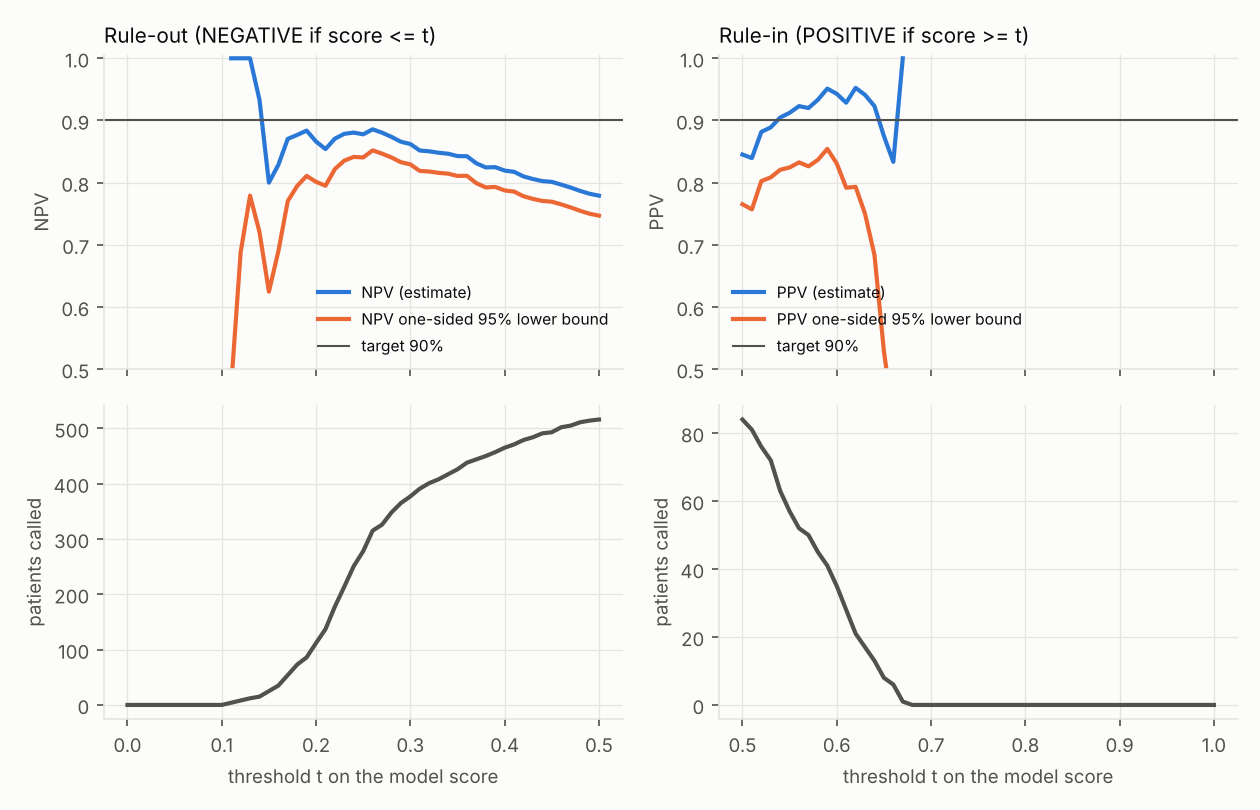 Rule-out (NEGATIVE if score <= t)
1.0
0.9
0.8
0.7
0.6
0.5
NPV
NPV (estimate)
NPV one-sided 95% lower bound
target 90%
Rule-in (POSITIVE if score >= t)
1.0
0.9
0.8
0.7
0.6
0.5
PPV
PPV (estimate)
PPV one-sided 95% lower bound
target 90%
500
400
300
200
100
0
patients called
0.0 0.1 0.2 0.3 0.4 0.5
threshold t on the model score
80
60
40
20
0
patients called
0.5 0.6 0.7 0.8 0.9 1.0
threshold t on the model score